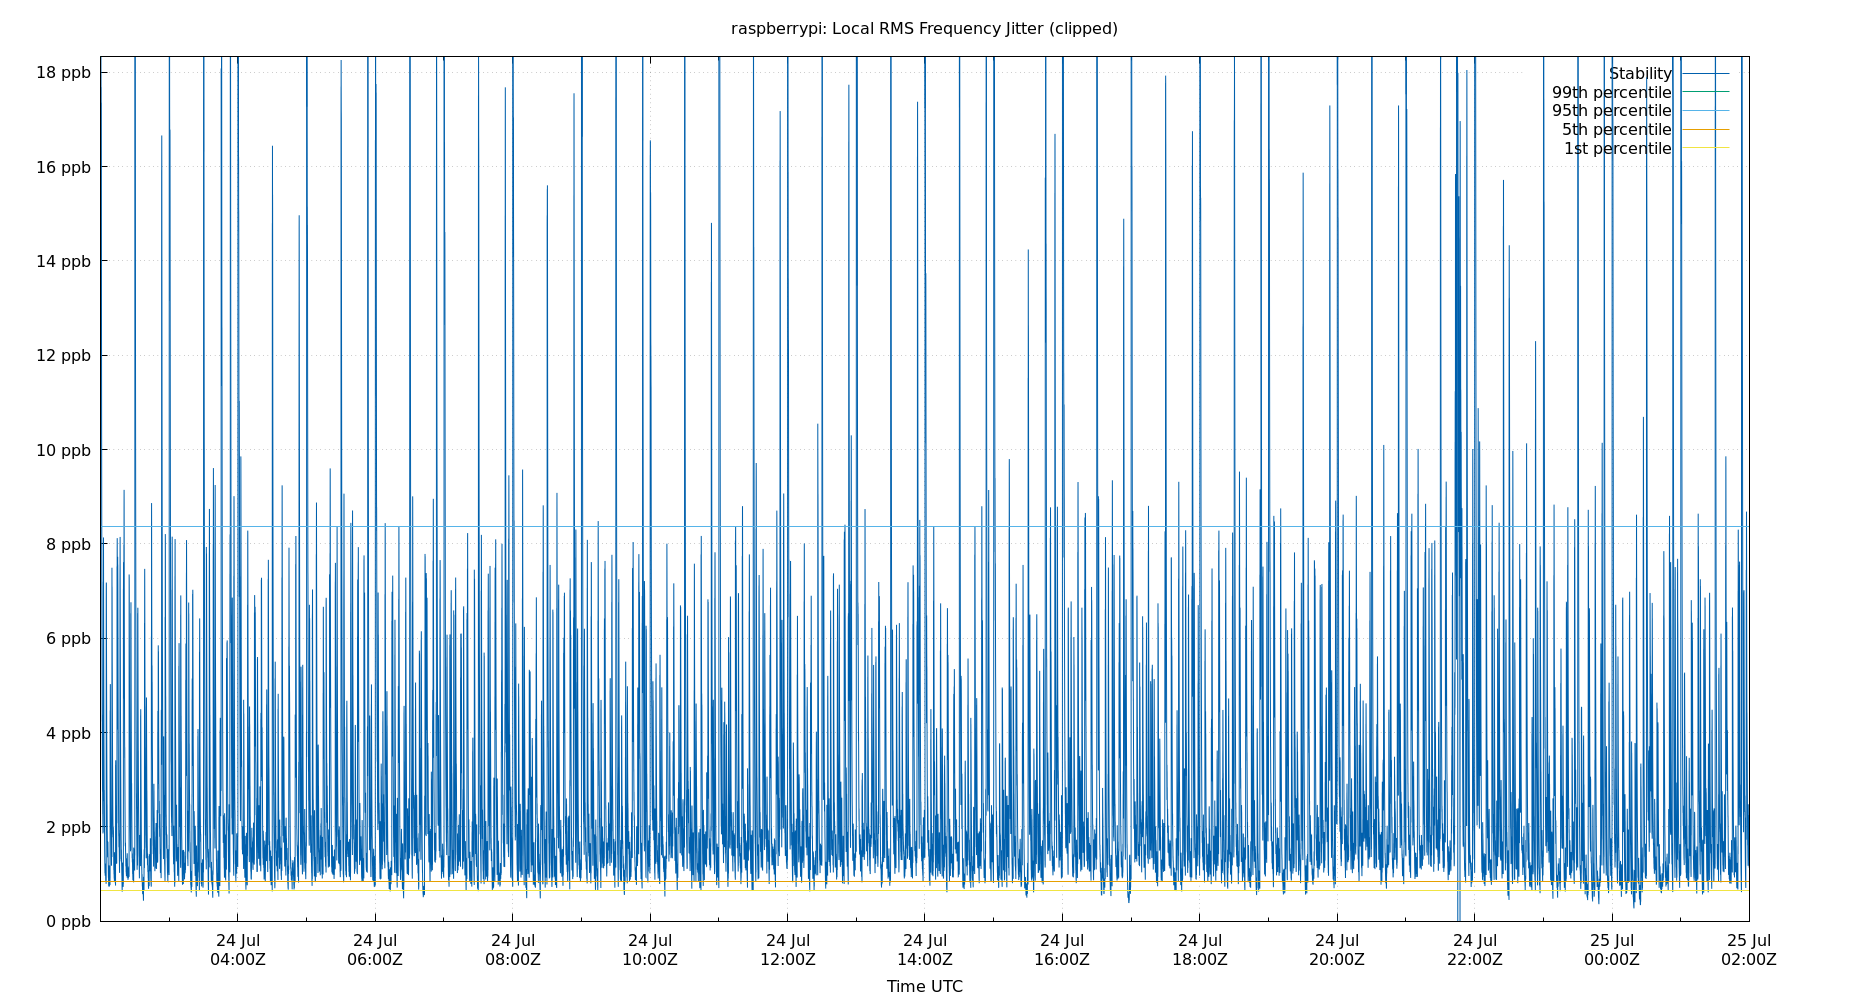 raspberrypi: Local RMS Frequency Jitter (clipped)
18 ppb
16 ppb
14 ppb
12 ppb
10 ppb
8 ppb
6 ppb
4 ppb
2 ppb
0 ppb
Stability
99th percentile
95th percentile
5th percentile
1st percentile
24 Jul
04:00Z
24 Jul
06:00Z
24 Jul
08:00Z
24 Jul
10:00Z
24 Jul
12:00Z
24 Jul
14:00Z
24 Jul
16:00Z
24 Jul
18:00Z
24 Jul
20:00Z
24 Jul
22:00Z
25 Jul
00:00Z
25 Jul
02:00Z
Time UTC